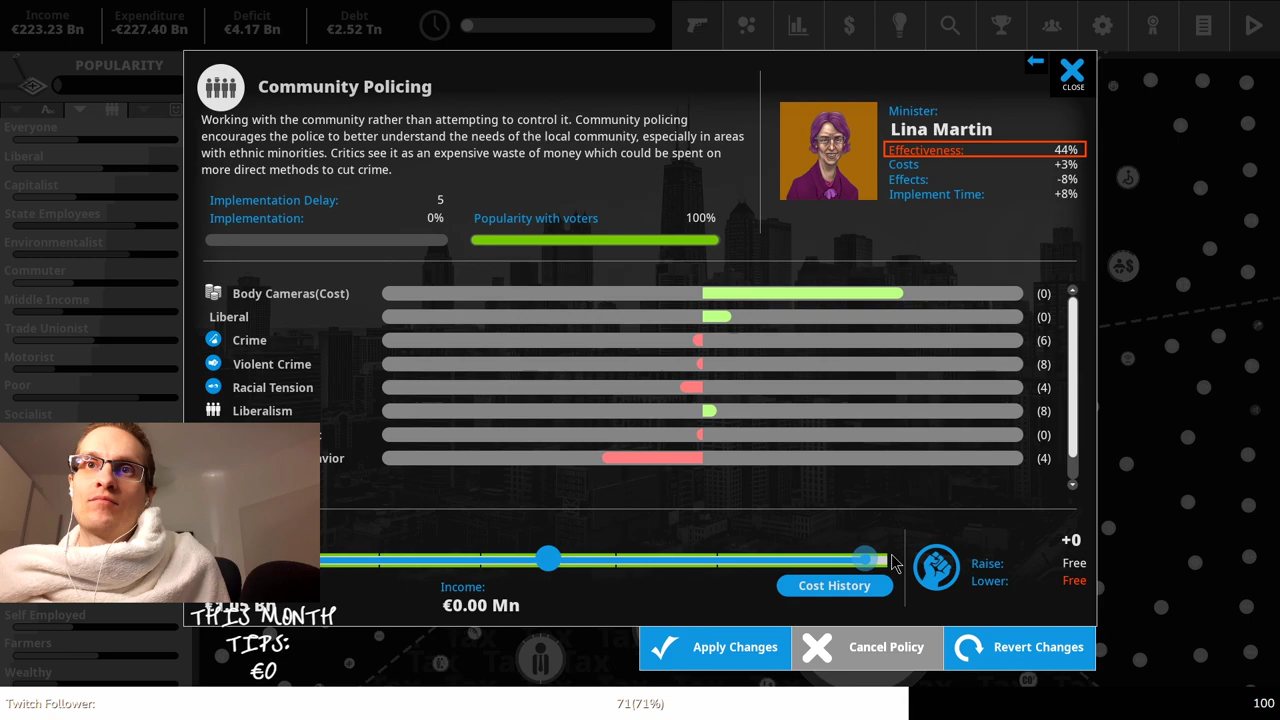 Income
€223.23 Bn
Expenditure
-€227.40 Bn
Deficit
€4.17 Bn
Debt
€2.52 Tn
POPULARITY
Everyone
Liberal
Capitalist
State Employees
Environmentalist
Commuter
Middle Income
Trade Unionist
Motorist
Poor
Socialist
Self Employed
Farmers
Wealthy
Community Policing
Working with the community rather than attempting to control it. Community policing
encourages the police to better understand the needs of the local community, especially in areas
with ethnic minorities. Critics see it as an expensive waste of money which could be spent on
more direct methods to cut crime.
Implementation Delay: 5
Implementation: 0%
Popularity with voters 100%
CLOSE
Minister:
Lina Martin
Effectiveness: 44%
Costs +3%
Effects: -8%
Implement Time: +8%
Body Cameras(Cost) (0)
Liberal (0)
Crime (6)
Violent Crime (8)
Racial Tension (4)
Liberalism (8)
(0)
(4)
Income:
€0.00 Mn
Cost History
+0
Raise: Free
Lower: Free
Apply Changes
Cancel Policy
Revert Changes
THIS MONTH
TIPS:
€0
Tax Tax Tax
Twitch Follower: 71(71%) 100